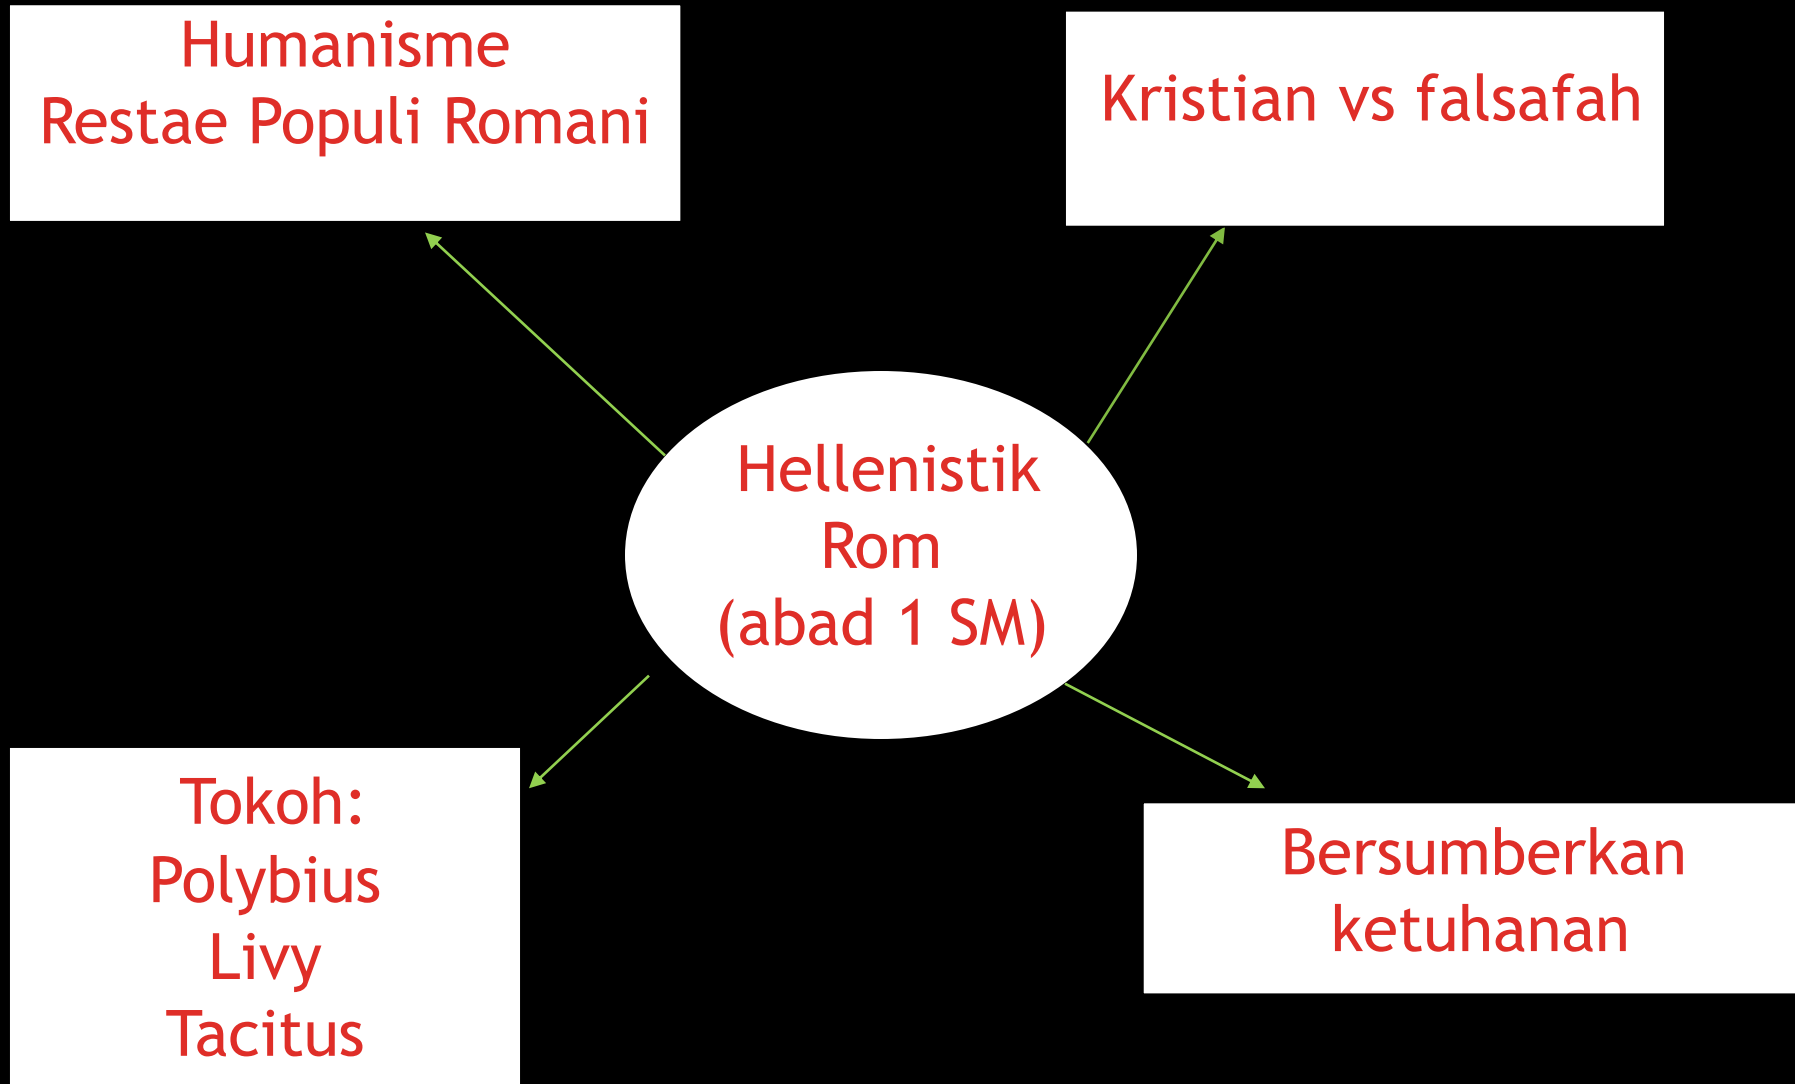 Humanisme
Restae Populi Romani
Kristian vs falsafah
Hellenistik
Rom
(abad 1 SM)
Tokoh:
Polybius
Livy
Tacitus
Bersumberkan
ketuhanan